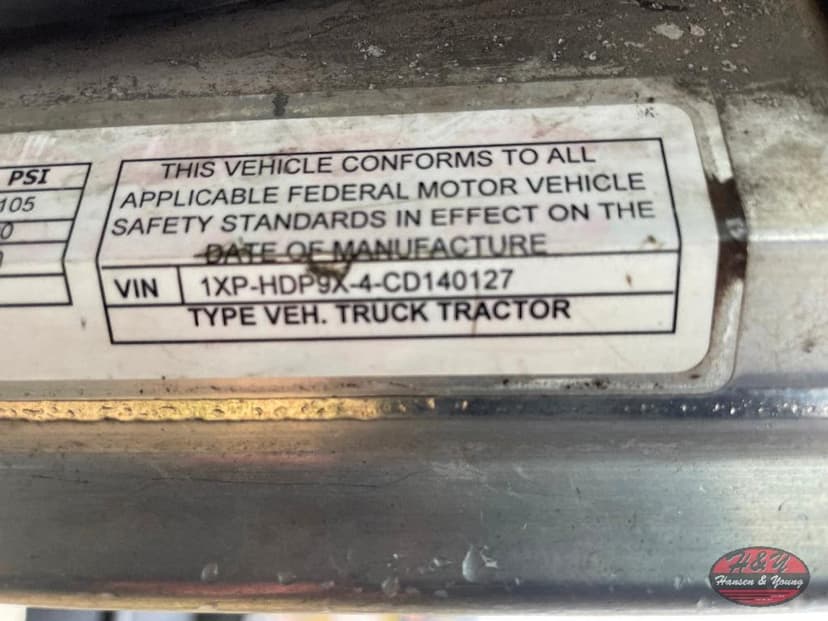 PSI
105
0
THIS VEHICLE CONFORMS TO ALL
APPLICABLE FEDERAL MOTOR VEHICLE
SAFETY STANDARDS IN EFFECT ON THE
DATE OF MANUFACTURE
VIN 1XP-HDP9X-4-CD140127
TYPE VEH. TRUCK TRACTOR
H&Y
Hansen & Young